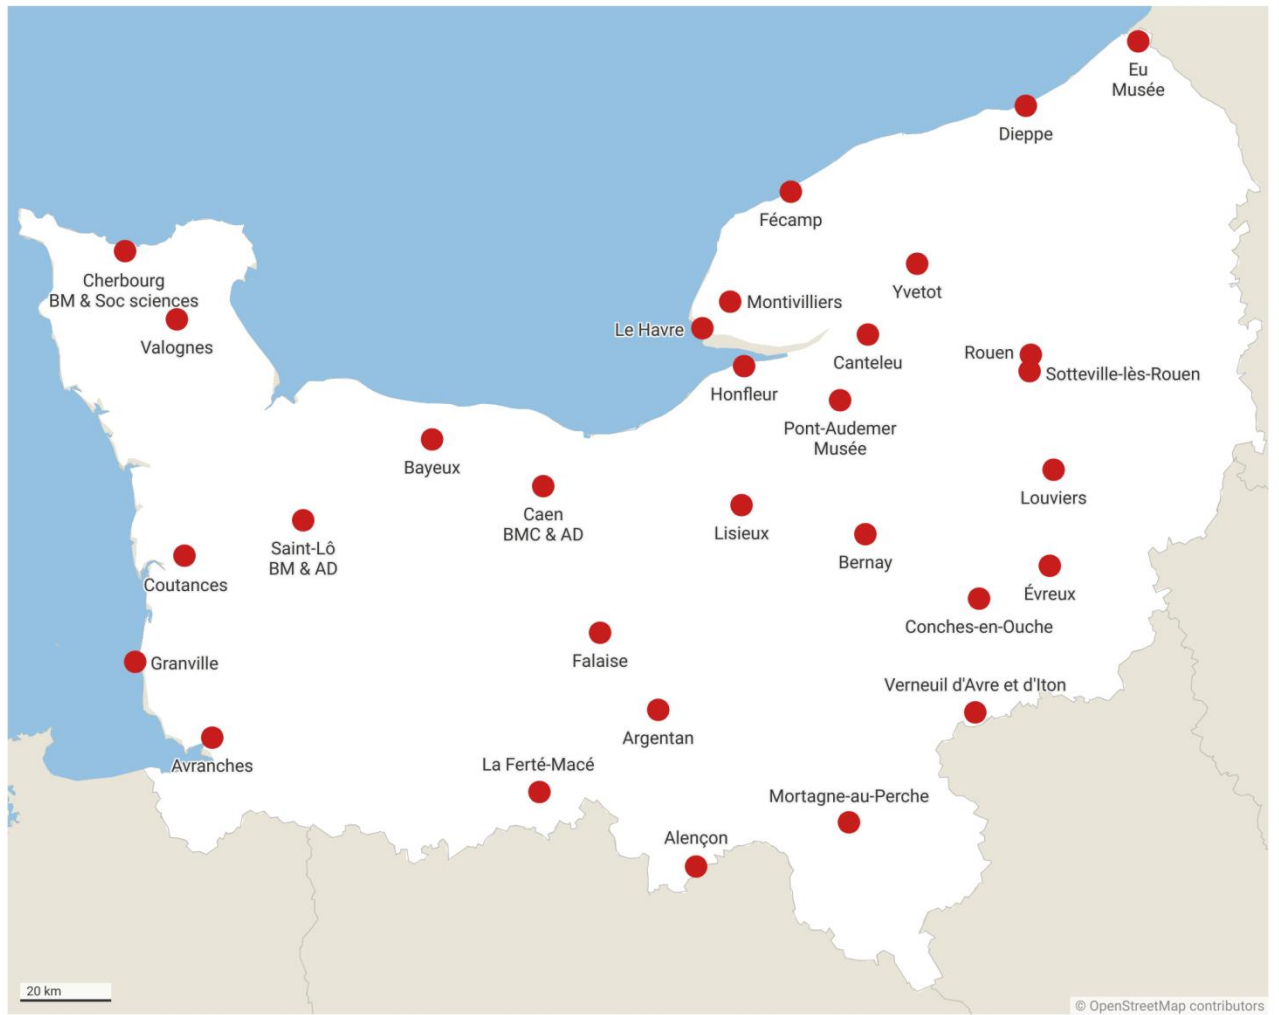 Eu
Musée
Dieppe
Fécamp
Cherbourg
BM & Soc sciences
Yvetot
Montivilliers
Le Havre
Valognes
Canteleu
Rouen
Sotteville-lès-Rouen
Honfleur
Pont-Audemer
Musée
Bayeux
Louviers
Caen
BMC & AD
Lisieux
Saint-Lô
BM & AD
Bernay
Coutances
Évreux
Conches-en-Ouche
Granville
Falaise
Verneuil d'Avre et d'Iton
Argentan
Avranches
La Ferté-Macé
Mortagne-au-Perche
Alençon
20 km
© OpenStreetMap contributors